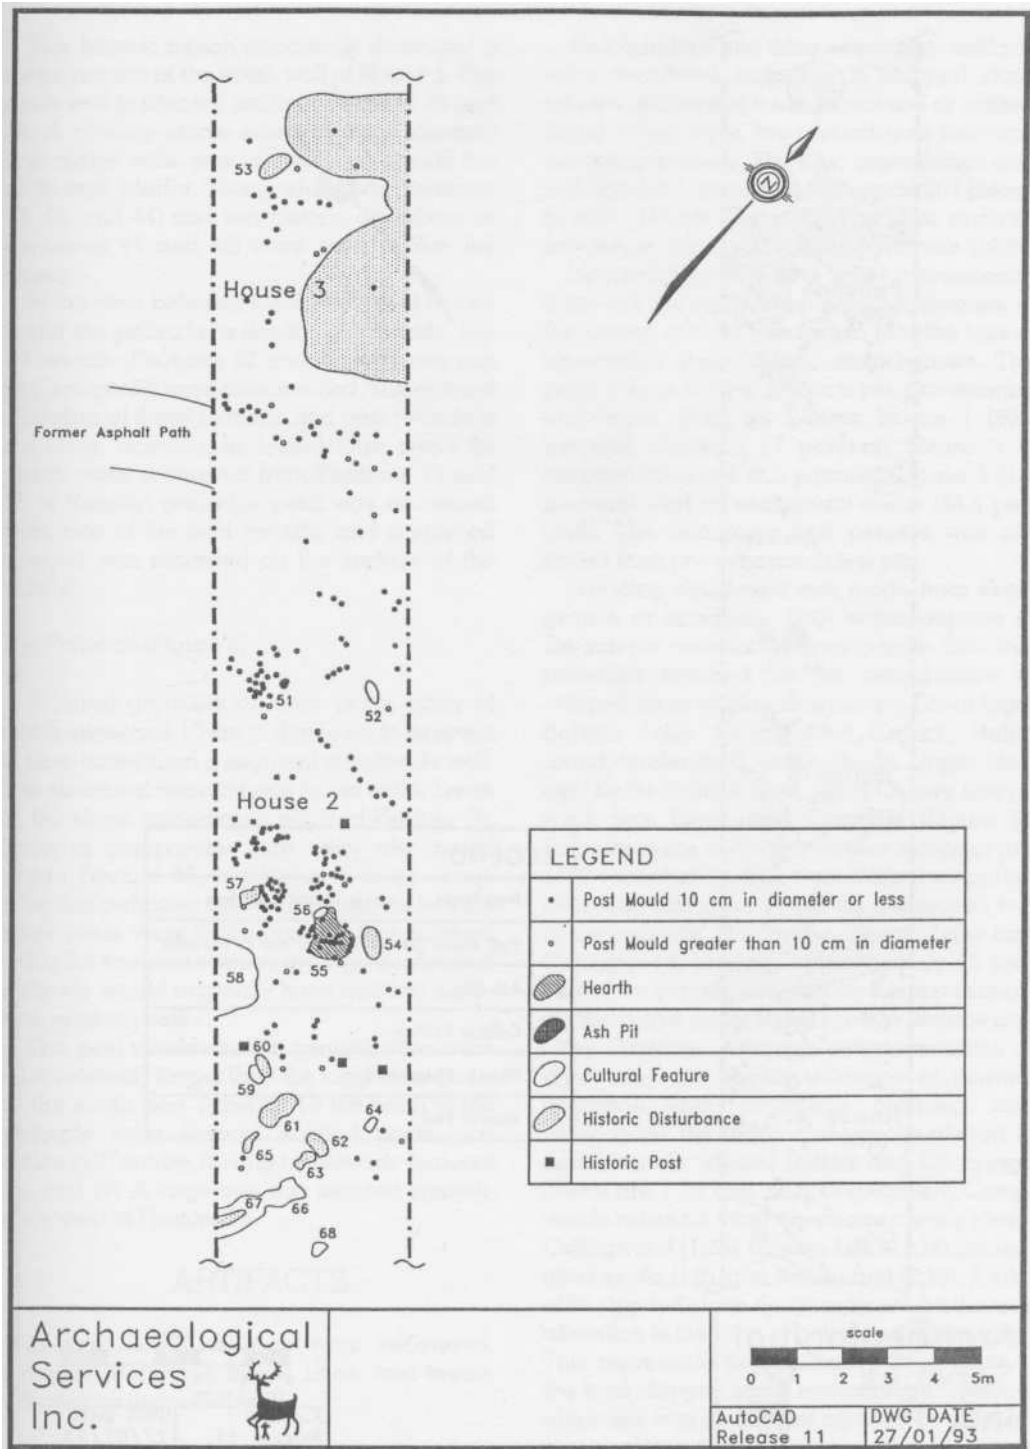 53
House 3
Former Asphalt Path
51
52
House 2
57
56
54
55
58
60
59
61
64
62
65
63
67
66
68
N
LEGEND
Post Mould 10 cm in diameter or less
Post Mould greater than 10 cm in diameter
Hearth
Ash Pit
Cultural Feature
Historic Disturbance
Historic Post
Archaeological
Services
Inc.
scale
0 1 2 3 4 5m
AutoCAD
Release 11
DWG DATE
27/01/93